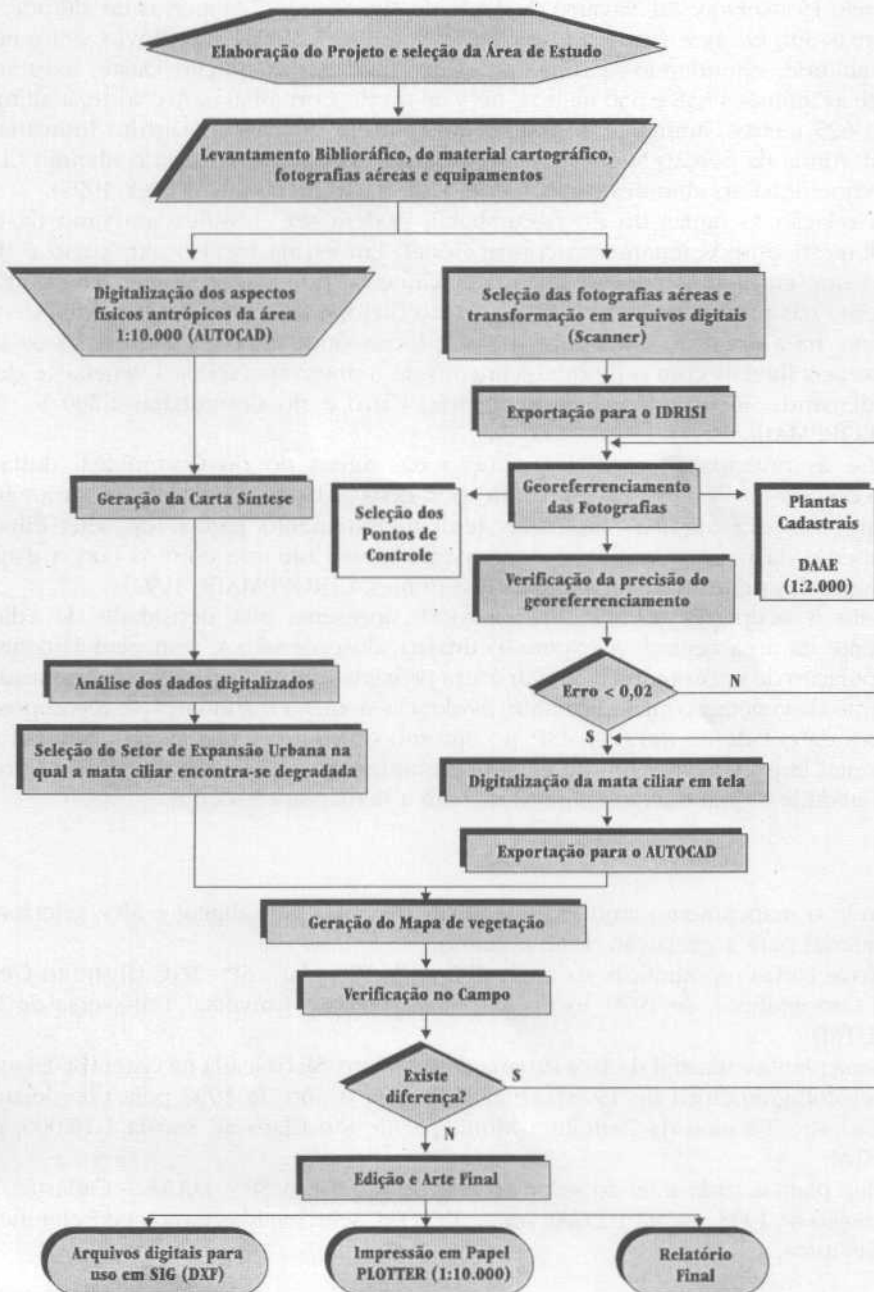 Elaboração do Projeto e seleção da Área de Estudo
Levantamento Bibliográfico, do material cartográfico,
fotografias aéreas e equipamentos
Digitalização dos aspectos
físicos antrópicos da área
1:10.000 (AUTOCAD)
Seleção das fotografias aéreas e
transformação em arquivos digitais
(Scanner)
Exportação para o IDRISI
Geração da Carta Síntese
Seleção dos
Pontos de
Controle
Georeferrenciamento
das Fotografias
Plantas
Cadastrais
DAAE
(1:2.000)
Verificação da precisão do
georeferrenciamento
Análise dos dados digitalizados
Erro < 0,02
N
S
Seleção do Setor de Expansão Urbana na
qual a mata ciliar encontra-se degradada
Digitalização da mata ciliar em tela
Exportação para o AUTOCAD
Geração do Mapa de vegetação
Verificação no Campo
Existe
diferença?
S
N
Edição e Arte Final
Arquivos digitais para
uso em SIG (DXF)
Impressão em Papel
PLOTTER (1:10.000)
Relatório
Final